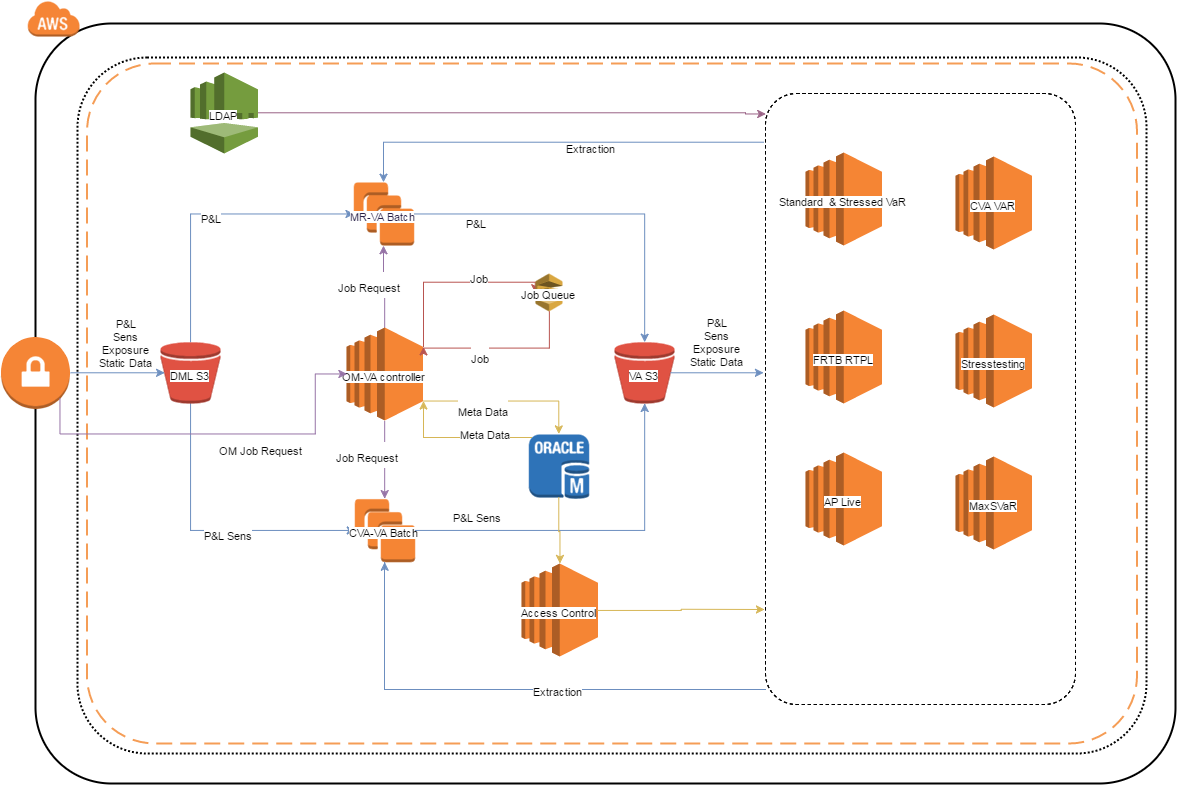 AWS
LDAP
Extraction
Standard & Stressed VaR
CVA VAR
P&L
MR-VA Batch
P&L
Job Request
Job
Job Queue
P&L
Sens
Exposure
Static Data
DML S3
OM-VA controller
Job
VA S3
P&L
Sens
Exposure
Static Data
FRTB RTPL
Stresstesting
Meta Data
Meta Data
OM Job Request
Job Request
ORACLE
M
P&L Sens
CVA-VA Batch
P&L Sens
AP Live
MaxSVaR
Access Control
Extraction